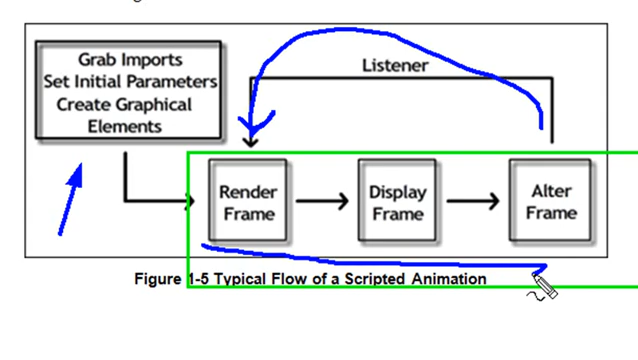 Grab Imports
Set Initial Parameters
Create Graphical
Elements
Listener
Render
Frame
Display
Frame
Alter
Frame
Figure 1-5 Typical Flow of a Scripted Animation